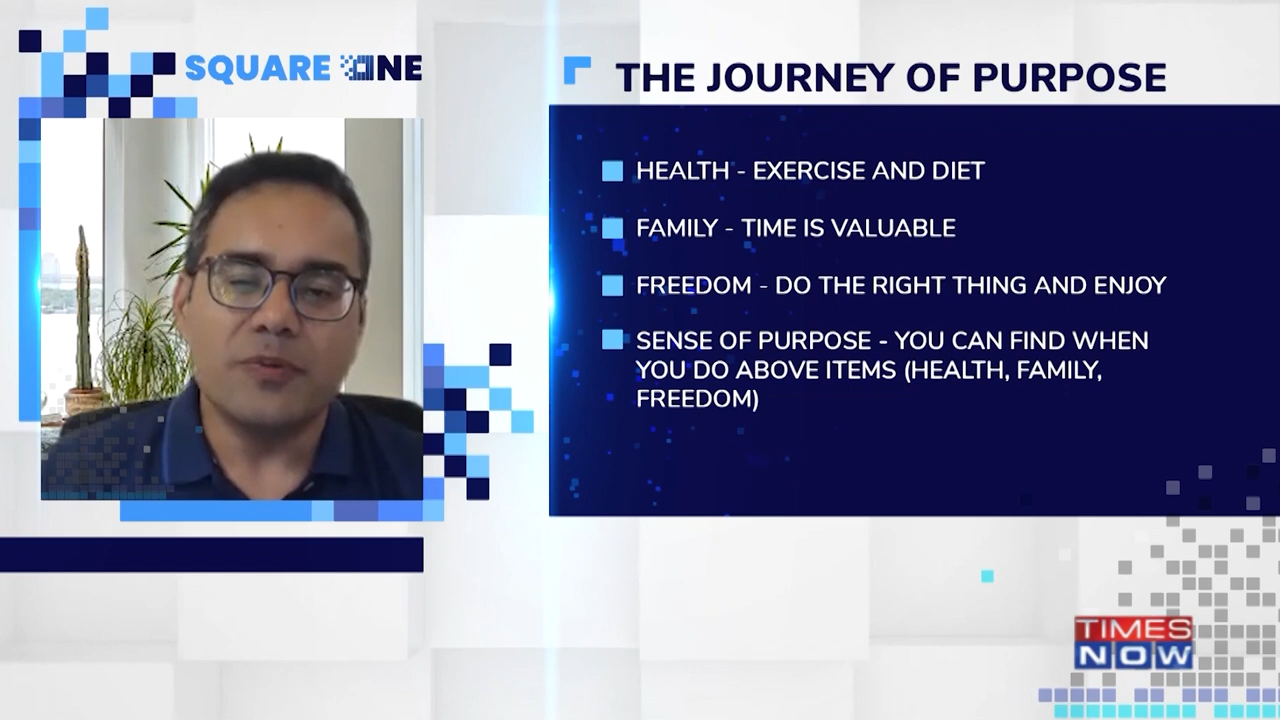 SQUARE ONE
THE JOURNEY OF PURPOSE
HEALTH - EXERCISE AND DIET
FAMILY - TIME IS VALUABLE
FREEDOM - DO THE RIGHT THING AND ENJOY
SENSE OF PURPOSE - YOU CAN FIND WHEN
YOU DO ABOVE ITEMS (HEALTH, FAMILY,
FREEDOM)
TIMES
NOW